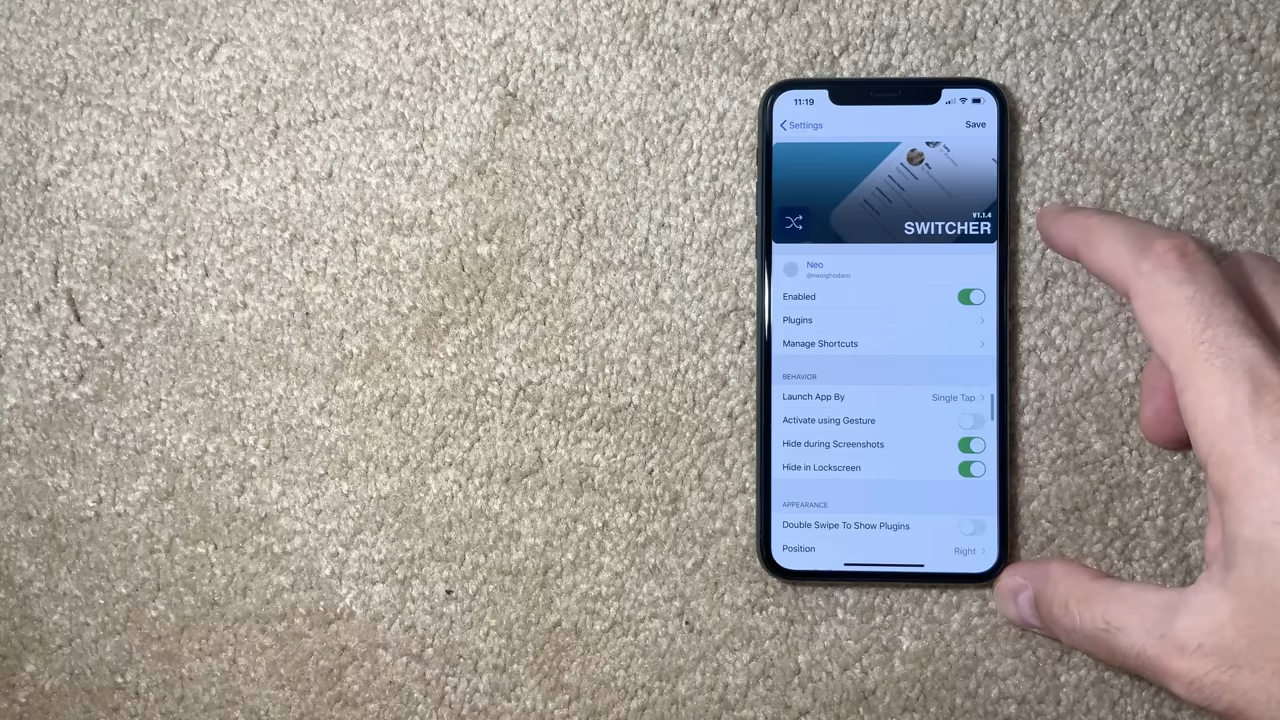 11:19
Settings
Save
V1.1.4
SWITCHER
Neo
@neoighodaro
Enabled
Plugins
Manage Shortcuts
BEHAVIOR
Launch App By Single Tap
Activate using Gesture
Hide during Screenshots
Hide in Lockscreen
APPEARANCE
Double Swipe To Show Plugins
Position Right